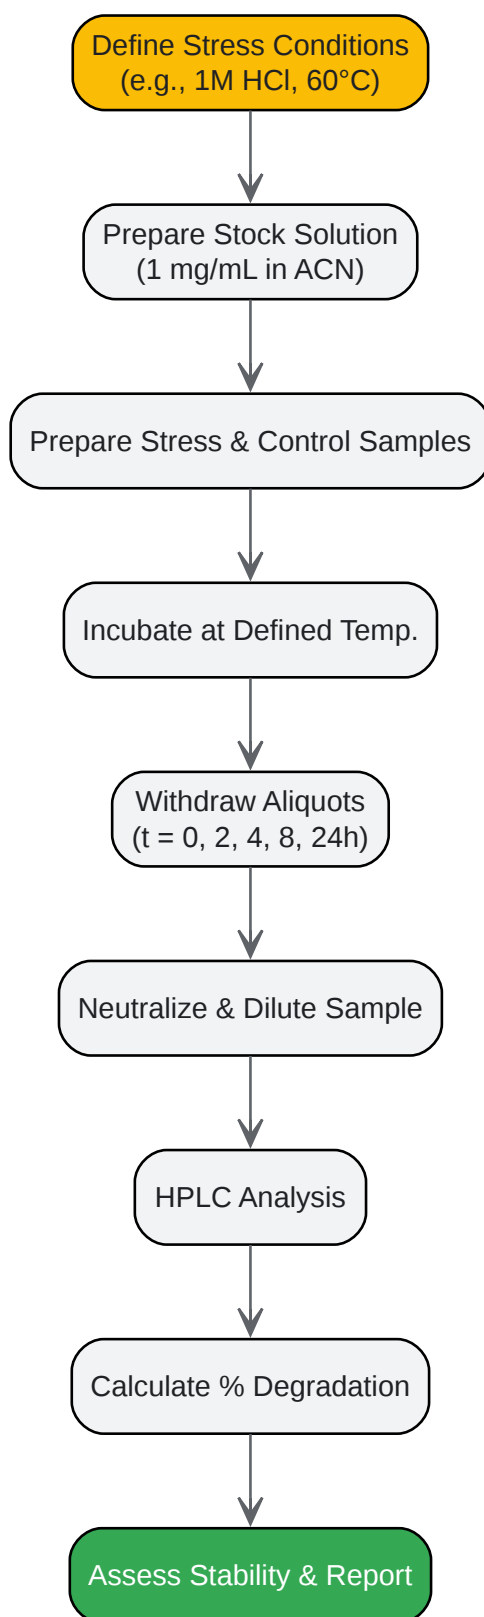 Define Stress Conditions
(e.g., 1M HCl, 60°C)
Prepare Stock Solution
(1 mg/mL in ACN)
Prepare Stress & Control Samples
Incubate at Defined Temp.
Withdraw Aliquots
(t = 0, 2, 4, 8, 24h)
Neutralize & Dilute Sample
HPLC Analysis
Calculate % Degradation
Assess Stability & Report